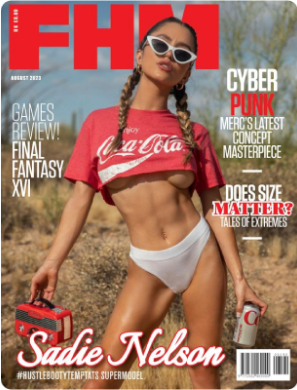 FHM
AUGUST 2023
GAMES
REVIEW!
FINAL
FANTASY
XVI
CYBER
PUNK
MERC'S LATEST
CONCEPT
MASTERPIECE
enjoy
Coca-Cola
DOES SIZE
MATTER?
TALES OF EXTREMES
Sadie Nelson
#HUSTLEBOOTYTEMPTATS SUPERMODEL